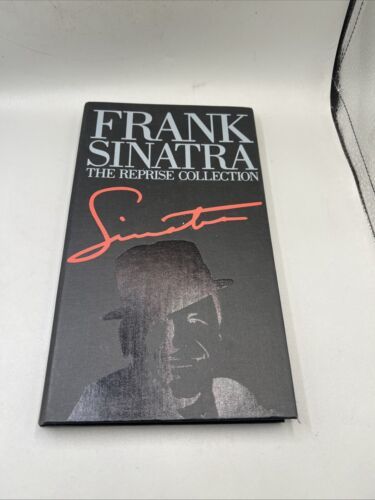 FRANK
SINATRA
THE REPRISE COLLECTION
Sinatra